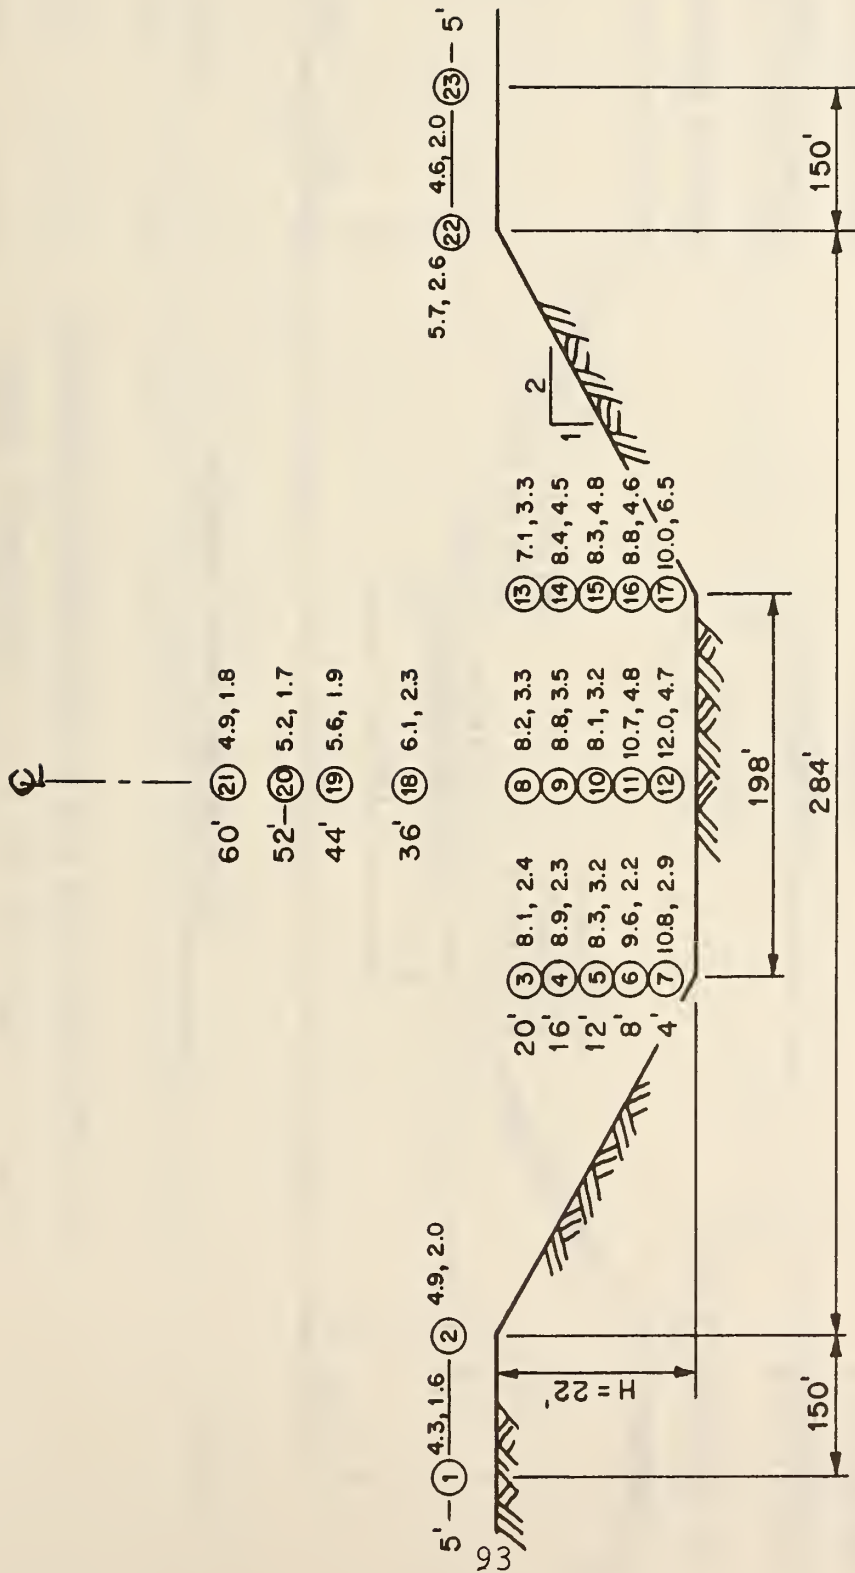 ℄
60' 21 4.9, 1.8
52' 20 5.2, 1.7
44' 19 5.6, 1.9
36' 18 6.1, 2.3
5' 1 4.3, 1.6 2 4.9, 2.0
5.7, 2.6 22 4.6, 2.0 23 5'
20' 3 8.1, 2.4 8 8.2, 3.3 13 7.1, 3.3
16' 4 8.9, 2.3 9 8.8, 3.5 14 8.4, 4.5
12' 5 8.3, 3.2 10 8.1, 3.2 15 8.3, 4.8
8' 6 9.6, 2.2 11 10.7, 4.8 16 8.8, 4.6
4' 7 10.8, 2.9 12 12.0, 4.7 17 10.0, 6.5
2
1
H = 22'
198'
150' 284' 150'
93